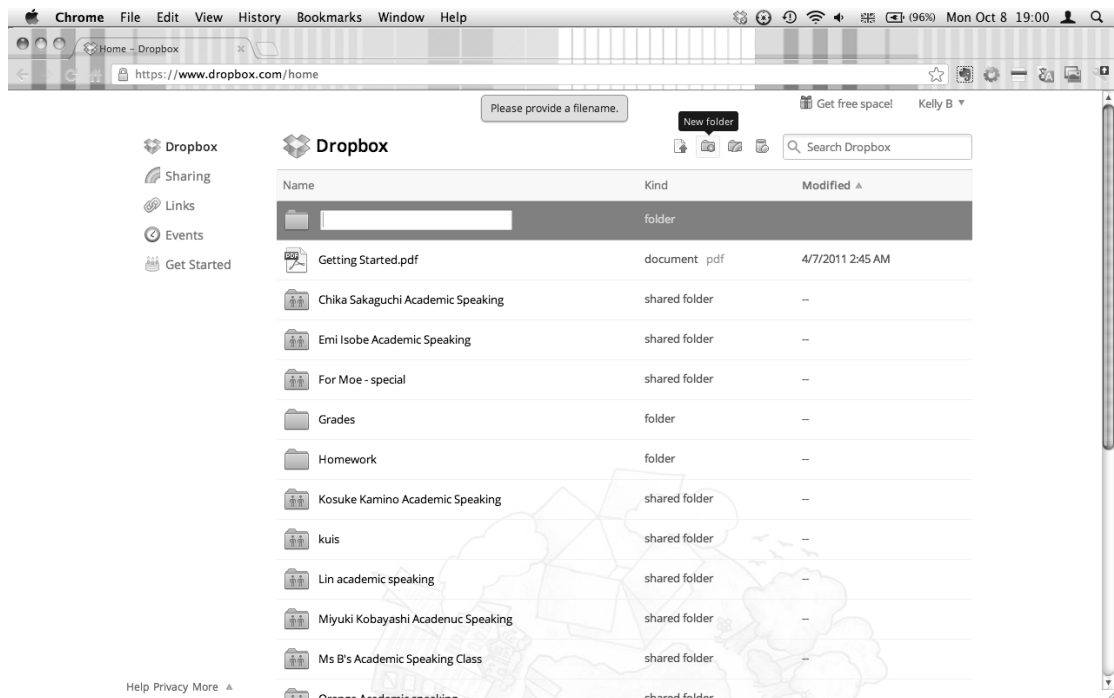 Chrome File Edit View History Bookmarks Window Help (96%) Mon Oct 8 19:00
Home – Dropbox
https://www.dropbox.com/home
Please provide a filename.
Get free space! Kelly B
New folder
Dropbox
Sharing
Links
Events
Get Started
Dropbox
Search Dropbox
Name Kind Modified
folder
Getting Started.pdf document pdf 4/7/2011 2:45 AM
Chika Sakaguchi Academic Speaking shared folder --
Emi Isobe Academic Speaking shared folder --
For Moe - special shared folder --
Grades folder --
Homework folder --
Kosuke Kamino Academic Speaking shared folder --
kuis shared folder --
Lin academic speaking shared folder --
Miyuki Kobayashi Acadenuc Speaking shared folder --
Ms B's Academic Speaking Class shared folder --
Orange Academic speaking shared folder
Help Privacy More